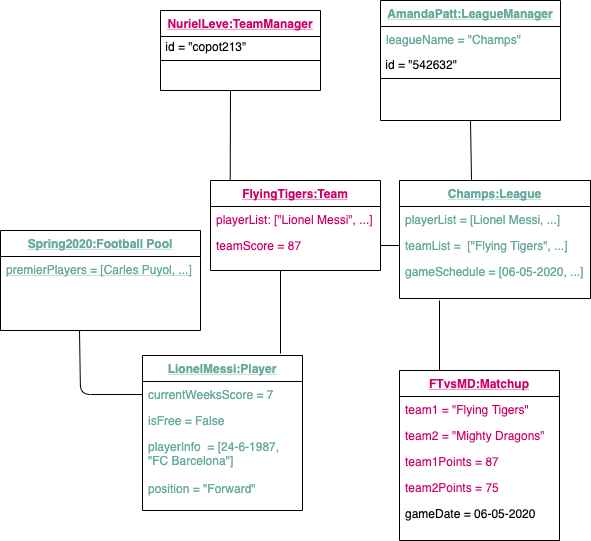 NurielLeve:TeamManager
id = "copot213"
AmandaPatt:LeagueManager
leagueName = "Champs"
id = "542632"
FlyingTigers:Team
playerList: ["Lionel Messi", ...]
teamScore = 87
Champs:League
playerList = [Lionel Messi, ...]
teamList =  ["Flying Tigers", ...]
gameSchedule = [06-05-2020, ...]
Spring2020:Football Pool
premierPlayers = [Carles Puyol, ...]
LionelMessi:Player
currentWeeksScore = 7
isFree = False
playerInfo  = [24-6-1987,
"FC Barcelona"]
position = "Forward"
FTvsMD:Matchup
team1 = "Flying Tigers"
team2 = "Mighty Dragons"
team1Points = 87
team2Points = 75
gameDate = 06-05-2020